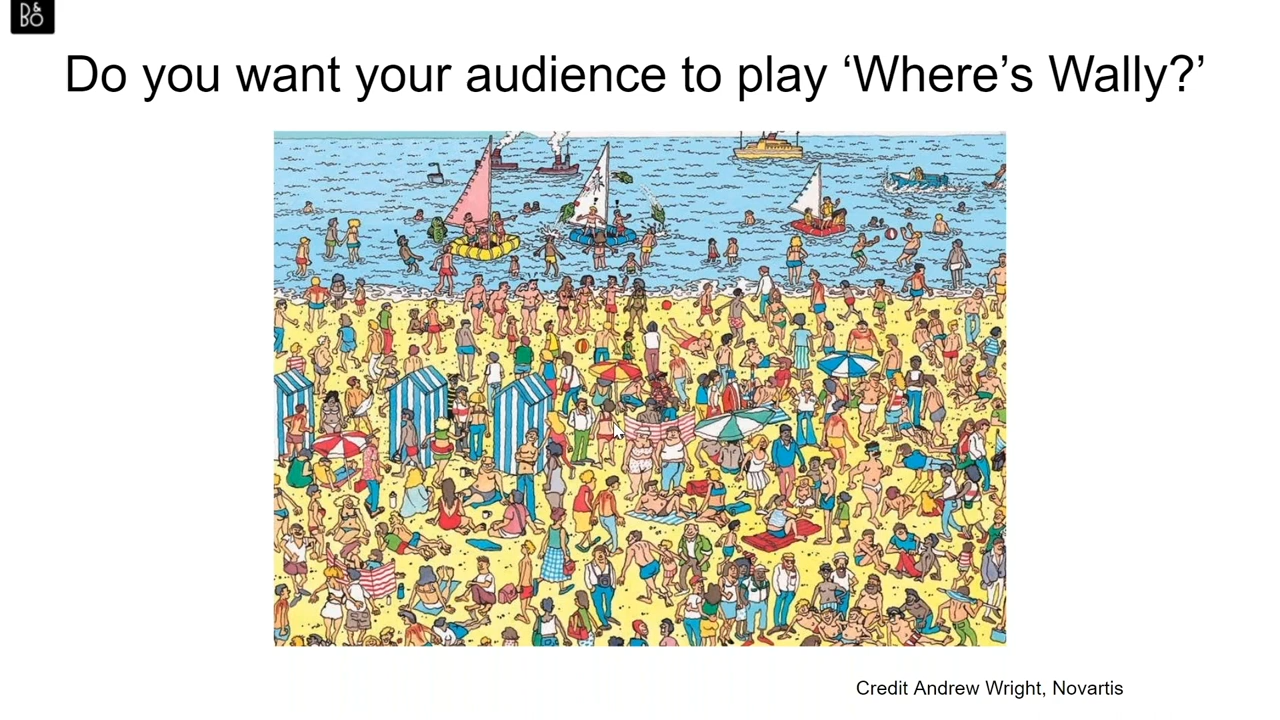 B&O
Do you want your audience to play ‘Where’s Wally?’
Credit Andrew Wright, Novartis